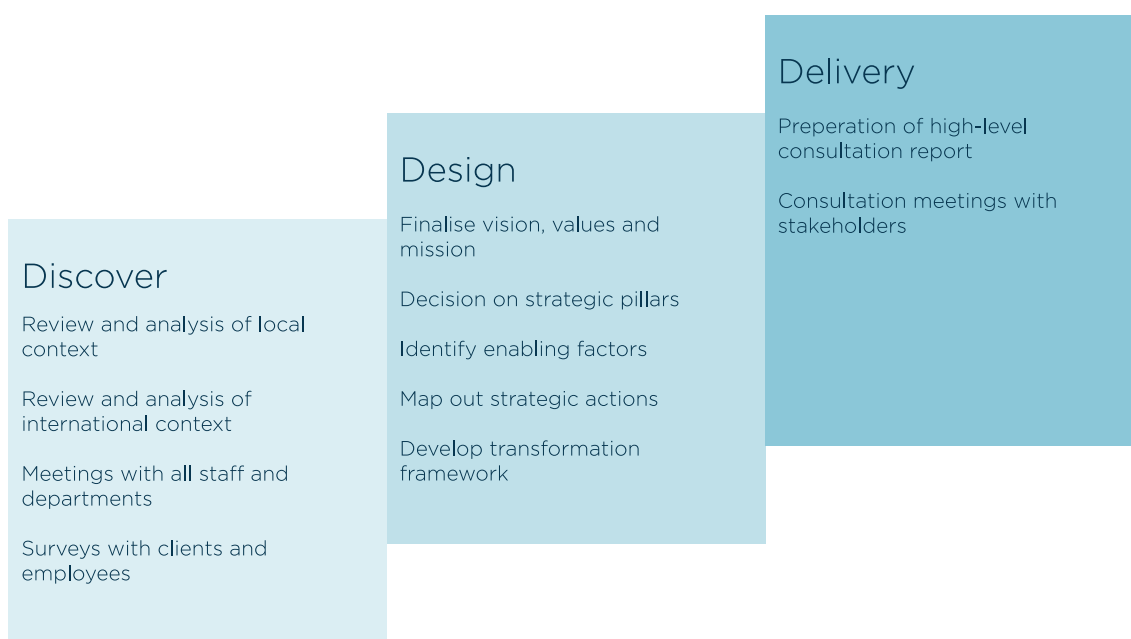 Discover
Review and analysis of local
context
Review and analysis of
international context
Meetings with all staff and
departments
Surveys with clients and
employees
Design
Finalise vision, values and
mission
Decision on strategic pillars
Identify enabling factors
Map out strategic actions
Develop transformation
framework
Delivery
Preperation of high-level
consultation report
Consultation meetings with
stakeholders